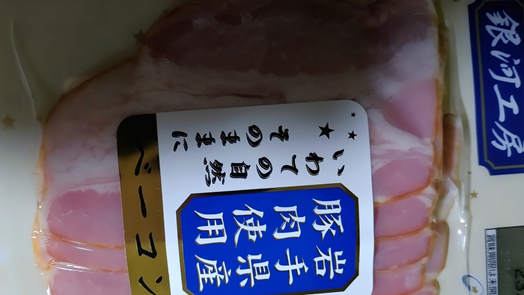 銀河工房
いわての自然
そのままに
岩手県産
豚肉使用
ベーコン